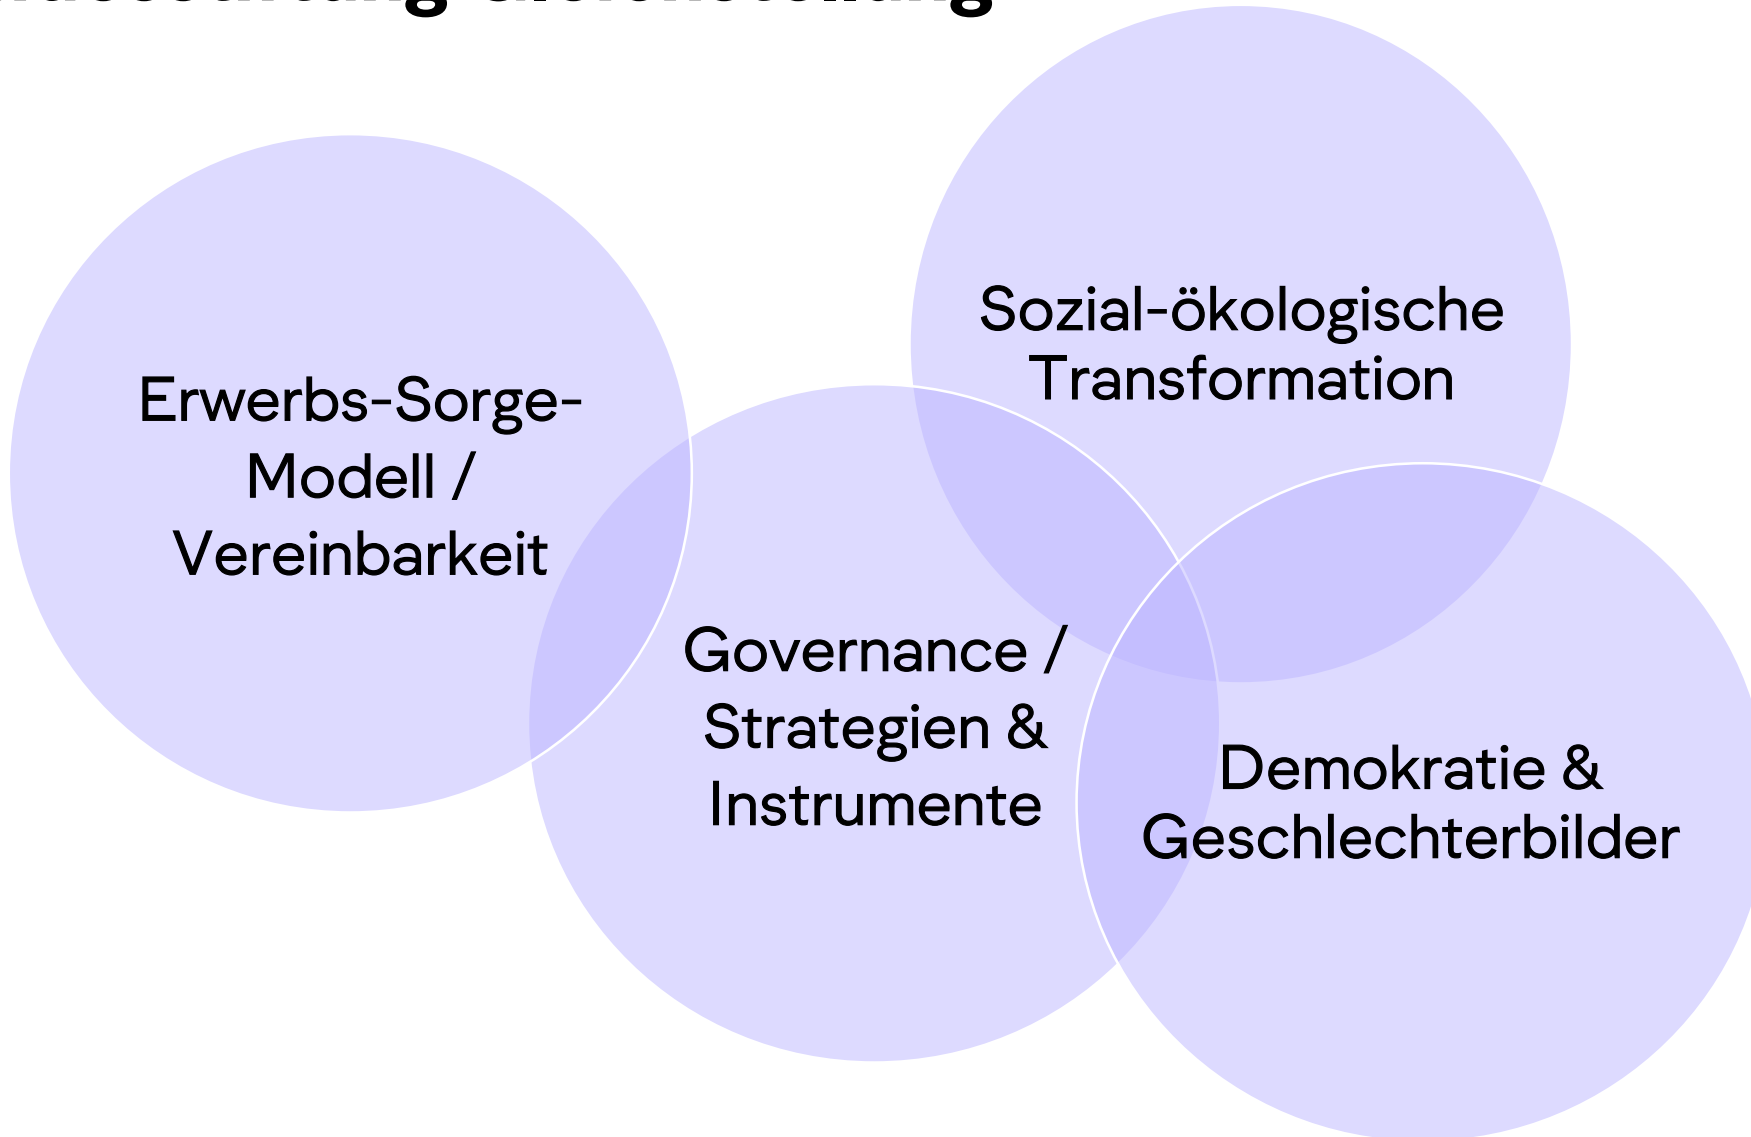 Erwerbs-Sorge-
Modell /
Vereinbarkeit
Sozial-ökologische
Transformation
Governance /
Strategien &
Instrumente
Demokratie &
Geschlechterbilder